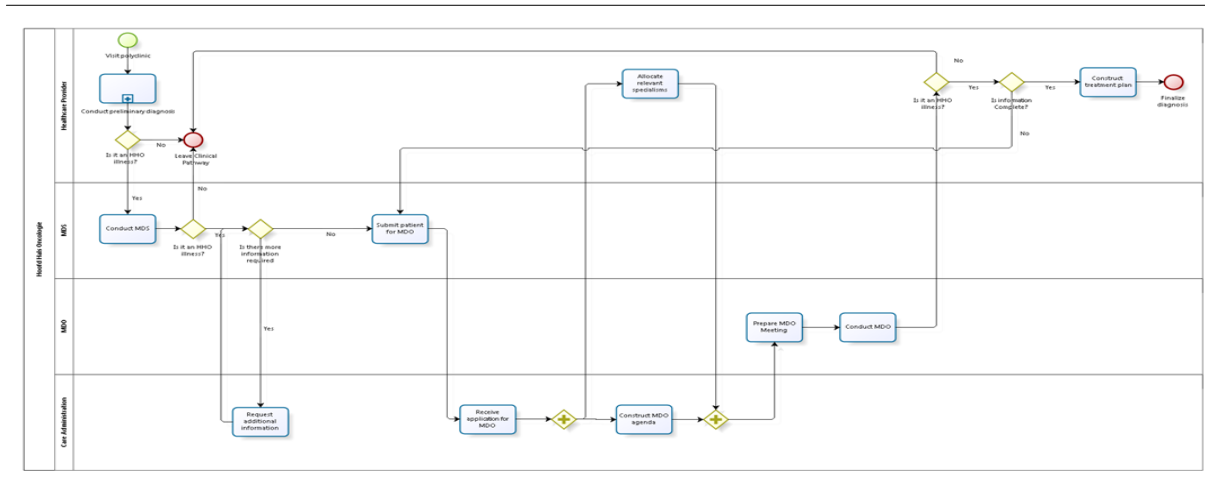 Hoofd Hals Oncologie
Healthcare Provider
Visit polyclinic
Conduct preliminary diagnosis
Is it an HHO
illness?
No
Leave Clinical
Pathway
Yes
Allocate
relevant
specialisms
No
Is it an HHO
illness?
Yes
Is information
Complete?
Yes
No
Construct
treatment plan
Finalize
diagnosis
MDS
Conduct MDS
No
Is it an HHO
illness?
Yes
Is there more
information
required
No
Yes
Submit patient
for MDO
MDO
Prepare MDO
Meeting
Conduct MDO
Care Administration
Request
additional
information
Receive
application for
MDO
Construct MDO
agenda